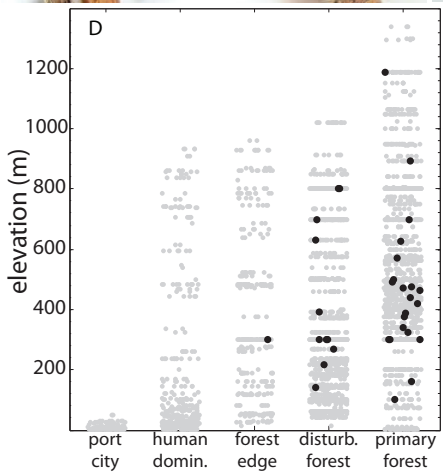 D
elevation (m)
1200
1000
800
600
400
200
port city
human domin.
forest edge
disturb. forest
primary forest